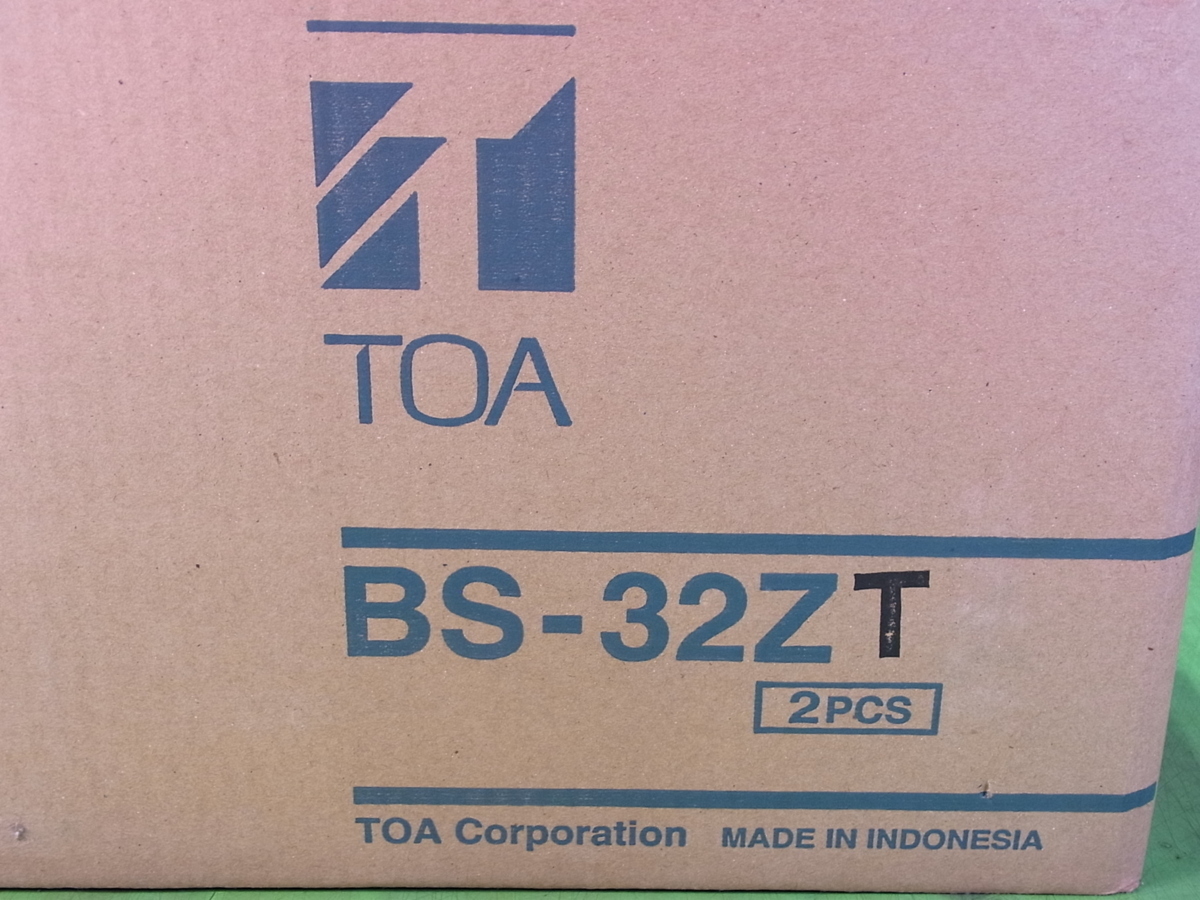 TOA
BS-32ZT
2PCS
TOA Corporation MADE IN INDONESIA